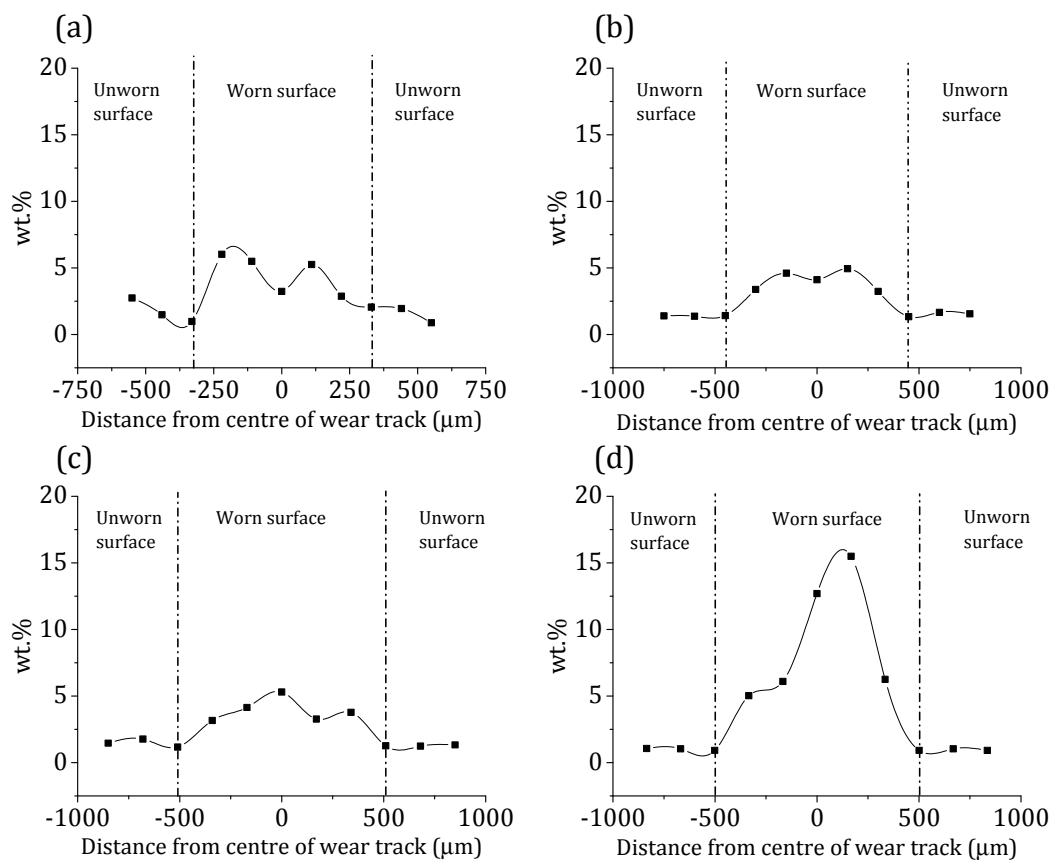 (a)
20
15
10
5
0
wt.%
Unworn
surface
Worn surface
Unworn
surface
-750 -500 -250 0 250 500 750
Distance from centre of wear track (μm)
(b)
20
15
10
5
0
wt.%
Unworn
surface
Worn surface
Unworn
surface
-1000 -500 0 500 1000
Distance from centre of wear track (μm)
(c)
20
15
10
5
0
wt.%
Unworn
surface
Worn surface
Unworn
surface
-1000 -500 0 500 1000
Distance from centre of wear track (μm)
(d)
20
15
10
5
0
wt.%
Unworn
surface
Worn surface
Unworn
surface
-1000 -500 0 500 1000
Distance from centre of wear track (μm)